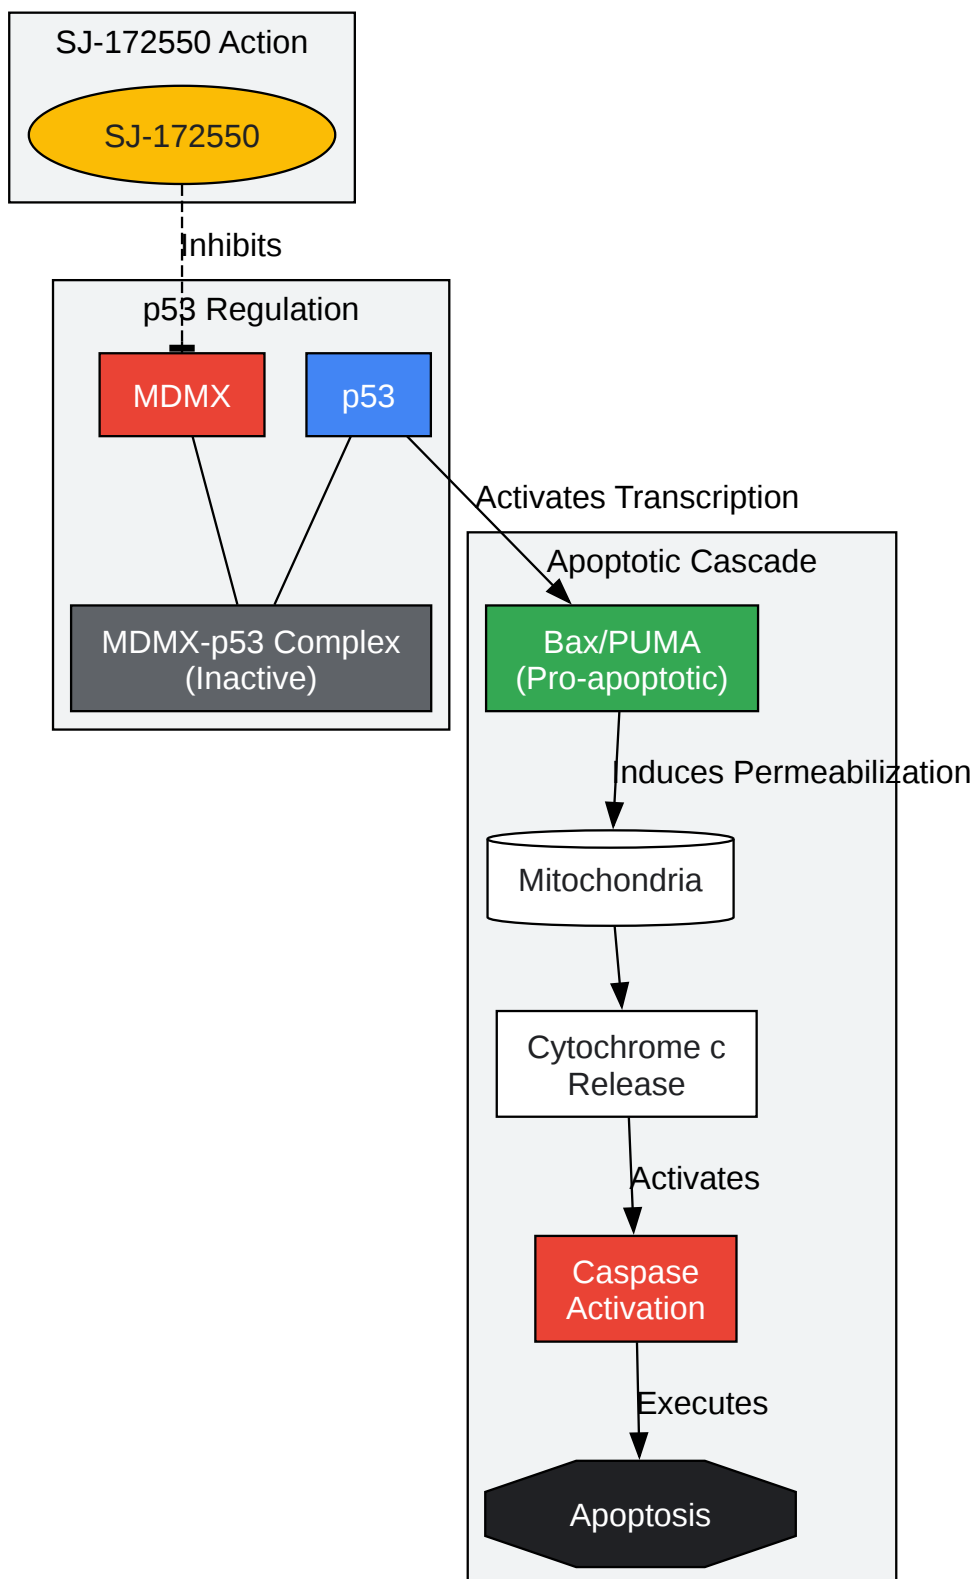 SJ-172550 Action
SJ-172550
Inhibits
p53 Regulation
MDMX
p53
Activates Transcription
Apoptotic Cascade
MDMX-p53 Complex
(Inactive)
Bax/PUMA
(Pro-apoptotic)
Induces Permeabilization
Mitochondria
Cytochrome c
Release
Activates
Caspase
Activation
Executes
Apoptosis